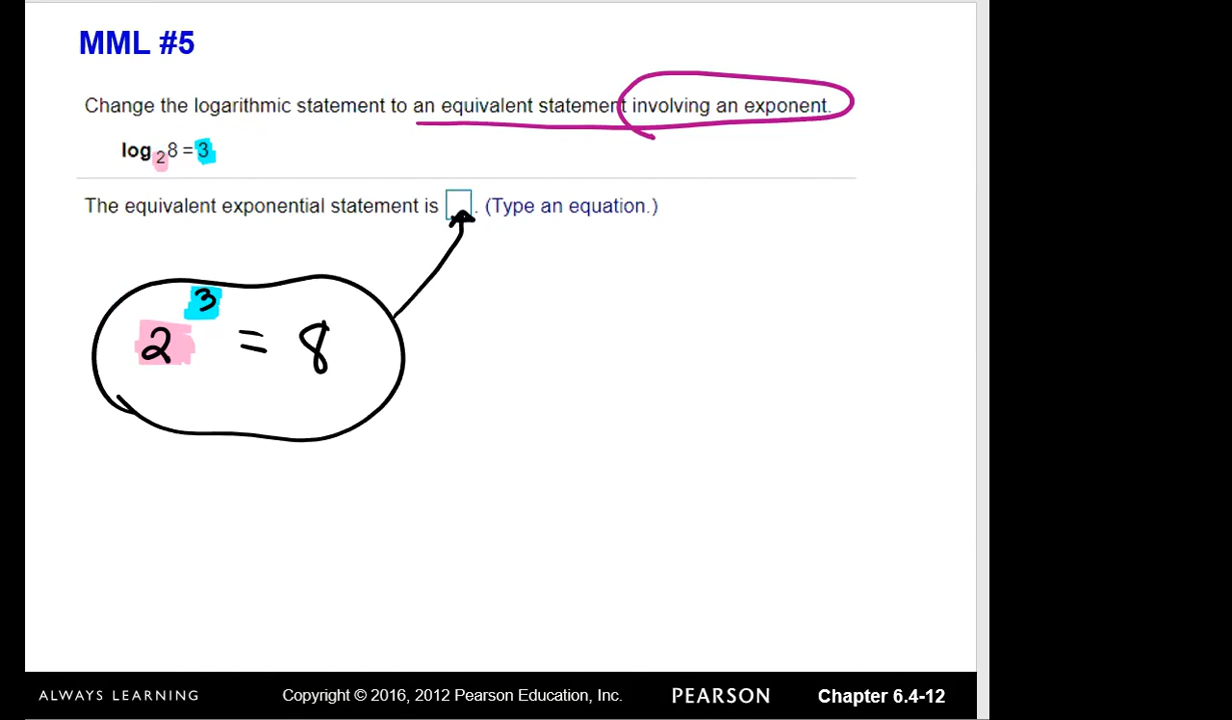 MML #5
Change the logarithmic statement to an equivalent statement involving an exponent.
log₂8 = 3
The equivalent exponential statement is . (Type an equation.)
2³ = 8
ALWAYS LEARNING Copyright © 2016, 2012 Pearson Education, Inc. PEARSON Chapter 6.4-12